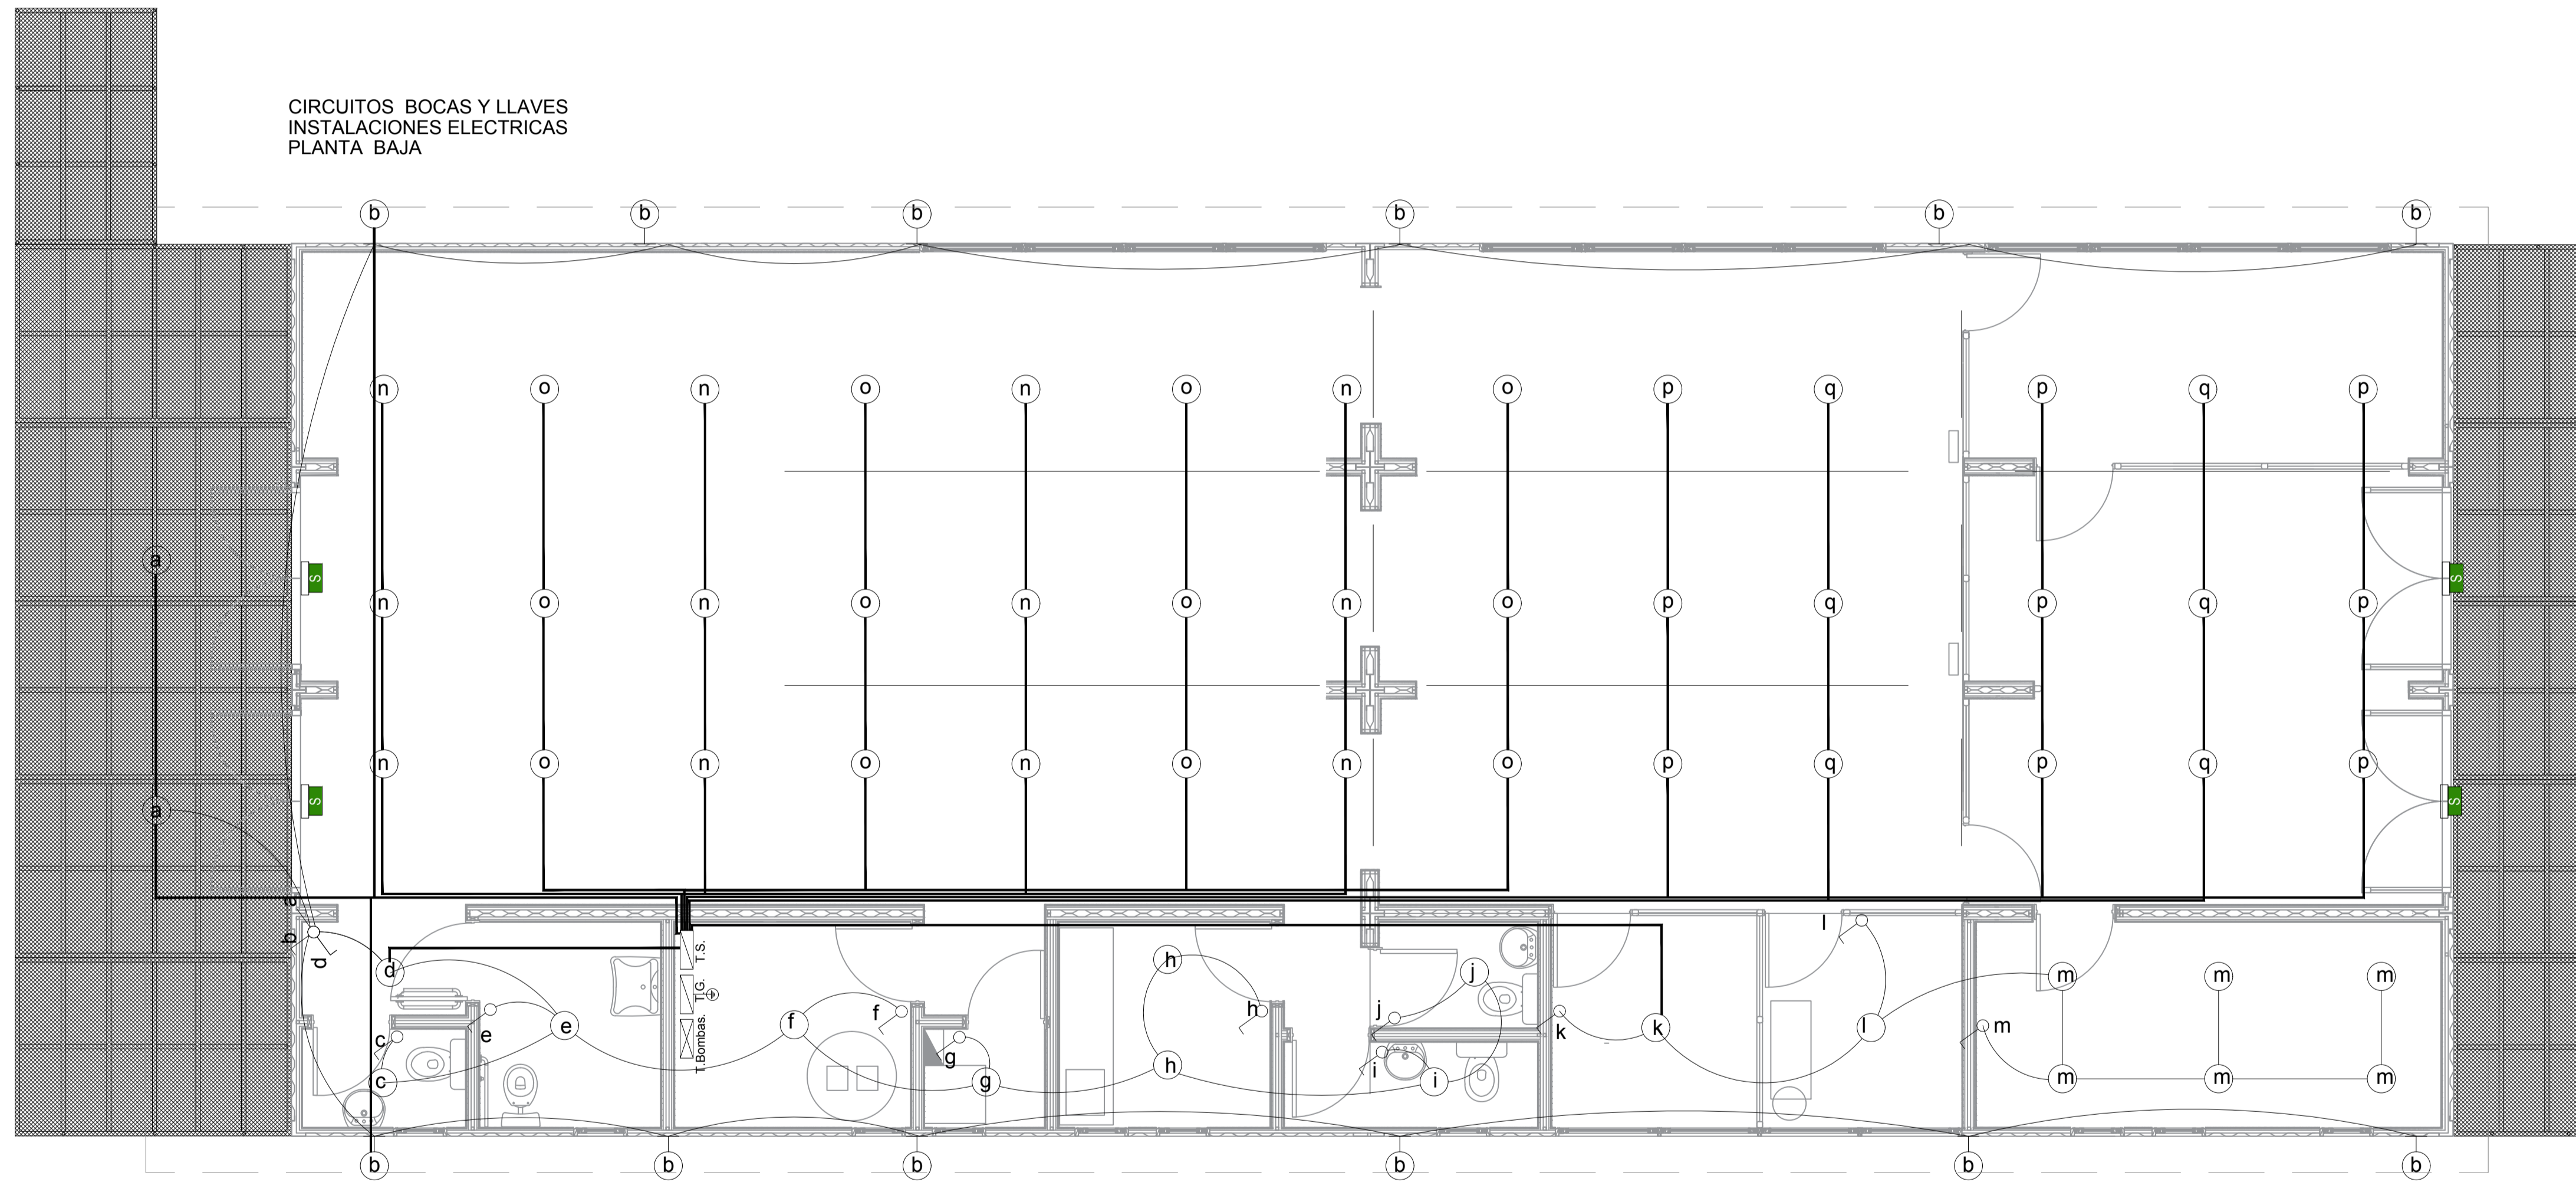 CIRCUITOS BOCAS Y LLAVES
INSTALACIONES ELECTRICAS
PLANTA BAJA
b b b b b b
n o n o n o n o p q p q p
a
S S
n o n o n o n o p q p q p
n o n o n o n o p q p q p
S S
a
a
b
d
d
T.S.
h j
l
m m m
T.G.
e e f f h j k k l m
T.Bombas.
c g
c g h i i m m m
b b b b b b